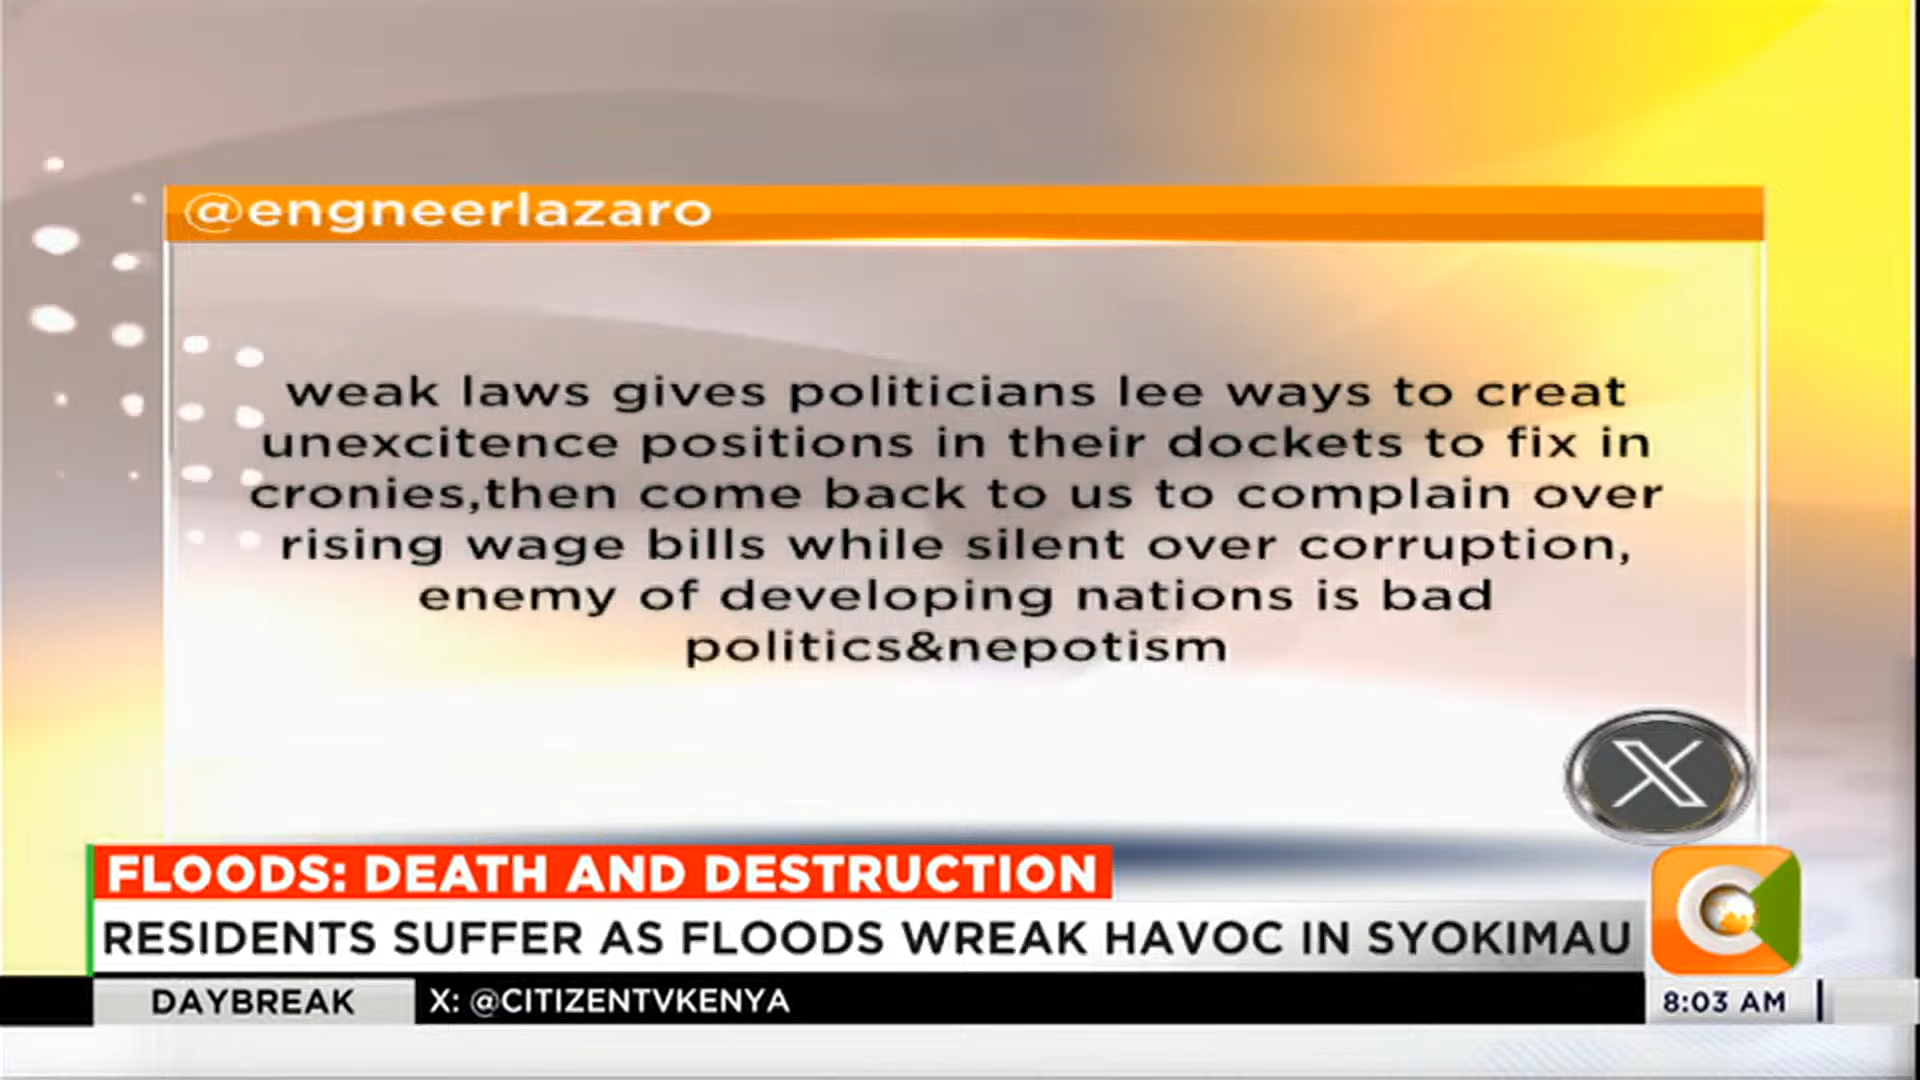 @engneerlazaro
weak laws gives politicians lee ways to creat
unexcitence positions in their dockets to fix in
cronies,then come back to us to complain over
rising wage bills while silent over corruption,
enemy of developing nations is bad
politics&nepotism
FLOODS: DEATH AND DESTRUCTION
RESIDENTS SUFFER AS FLOODS WREAK HAVOC IN SYOKIMAU
DAYBREAK
X: @CITIZENTVKENYA
8:03 AM